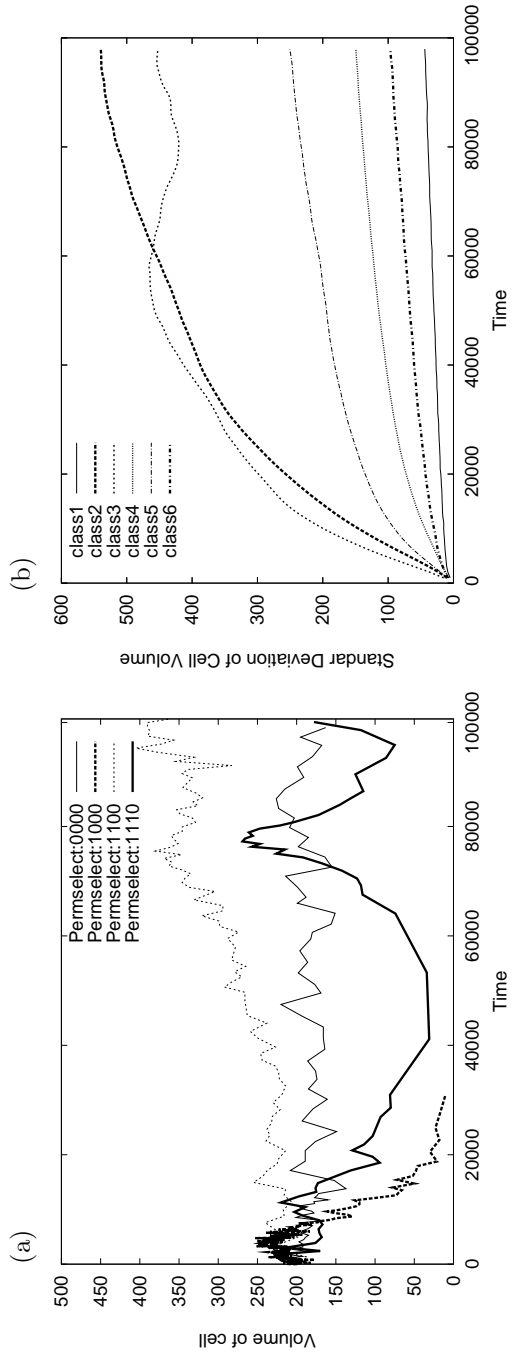 (a)
Volume of cell
500
450
400
350
300
250
200
150
100
50
0
Permselect:0000
Permselect:1000
Permselect:1100
Permselect:1110
0
20000
40000
60000
80000
100000
Time
(b)
Standar Deviation of Cell Volume
600
500
400
300
200
100
0
class1
class2
class3
class4
class5
class6
0
20000
40000
60000
80000
100000
Time